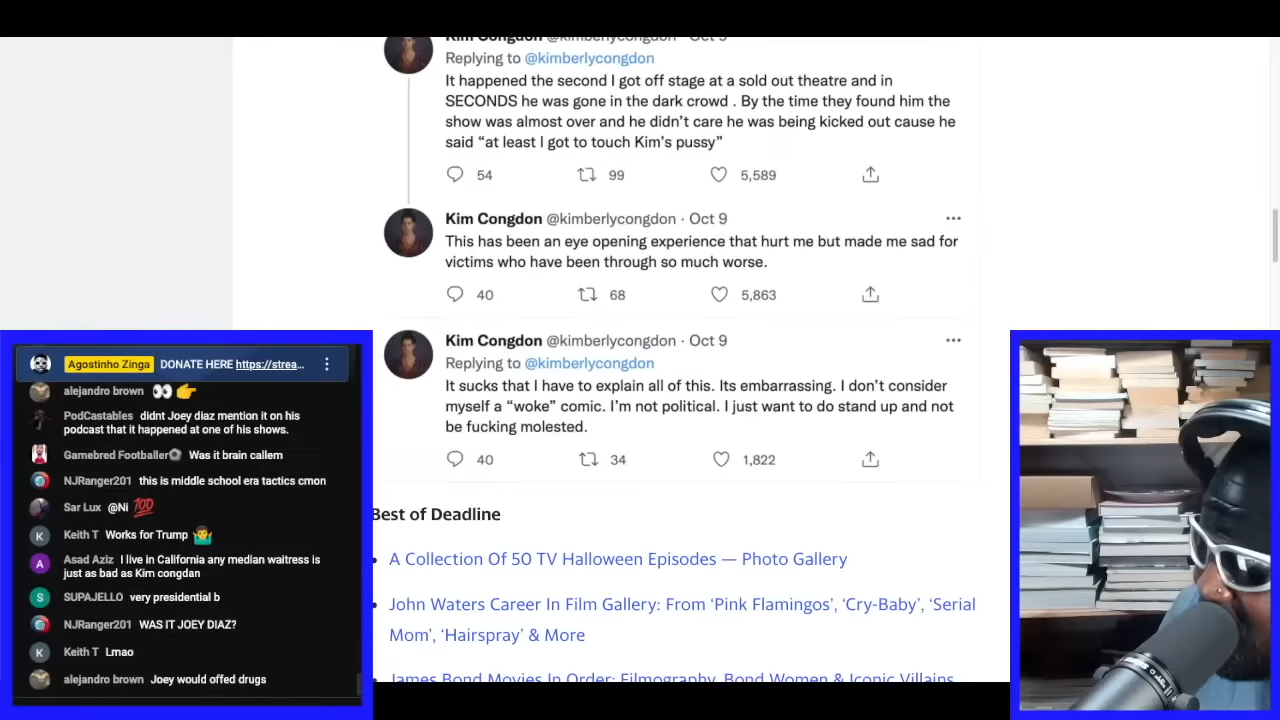 Kim Congdon @kimberlycongdon · Oct 9
Replying to @kimberlycongdon
It happened the second I got off stage at a sold out theatre and in
SECONDS he was gone in the dark crowd . By the time they found him the
show was almost over and he didn’t care he was being kicked out cause he
said “at least I got to touch Kim’s pussy”
54 99 5,589
Kim Congdon @kimberlycongdon · Oct 9
This has been an eye opening experience that hurt me but made me sad for
victims who have been through so much worse.
40 68 5,863
Kim Congdon @kimberlycongdon · Oct 9
Replying to @kimberlycongdon
It sucks that I have to explain all of this. Its embarrassing. I don’t consider
myself a “woke” comic. I’m not political. I just want to do stand up and not
be fucking molested.
40 34 1,822
Best of Deadline
A Collection Of 50 TV Halloween Episodes — Photo Gallery
John Waters Career In Film Gallery: From ‘Pink Flamingos’, ‘Cry-Baby’, ‘Serial
Mom’, ‘Hairspray’ & More
James Bond Movies In Order: Filmography, Bond Women & Iconic Villains
Agostinho Zinga DONATE HERE https://strea...
alejandro brown 👀 👉
PodCastables didnt Joey diaz mention it on his
podcast that it happened at one of his shows.
Gamebred Footballer⚽ Was it brain callem
NJRanger201 this is middle school era tactics cmon
Sar Lux @Ni 💯
Keith T Works for Trump 🤷‍♂️
Asad Aziz I live in California any median waitress is
just as bad as Kim congdan
SUPAJELLO very presidential b
NJRanger201 WAS IT JOEY DIAZ?
Keith T Lmao
alejandro brown Joey would offed drugs